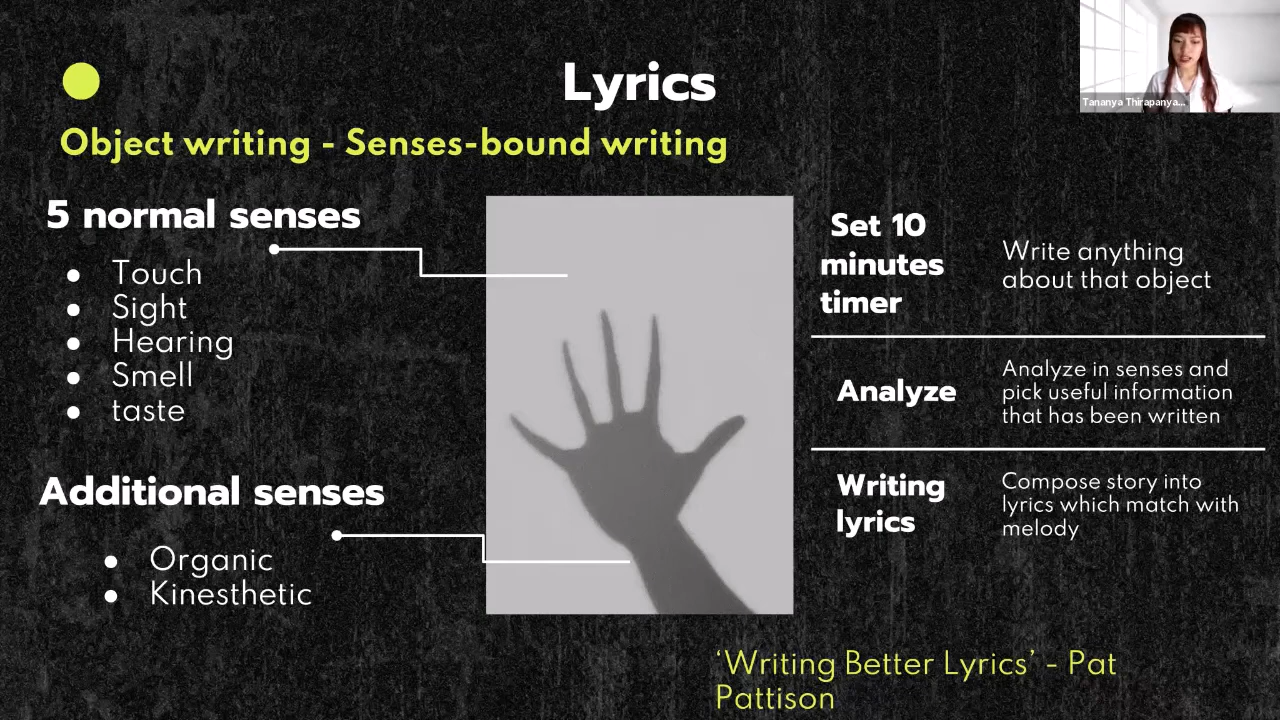 Lyrics
Tananya Thirapanya...
Object writing - Senses-bound writing
5 normal senses
● Touch
● Sight
● Hearing
● Smell
● taste
Additional senses
● Organic
● Kinesthetic
Set 10
minutes
timer
Write anything
about that object
Analyze
Analyze in senses and
pick useful information
that has been written
Writing
lyrics
Compose story into
lyrics which match with
melody
‘Writing Better Lyrics’ - Pat
Pattison